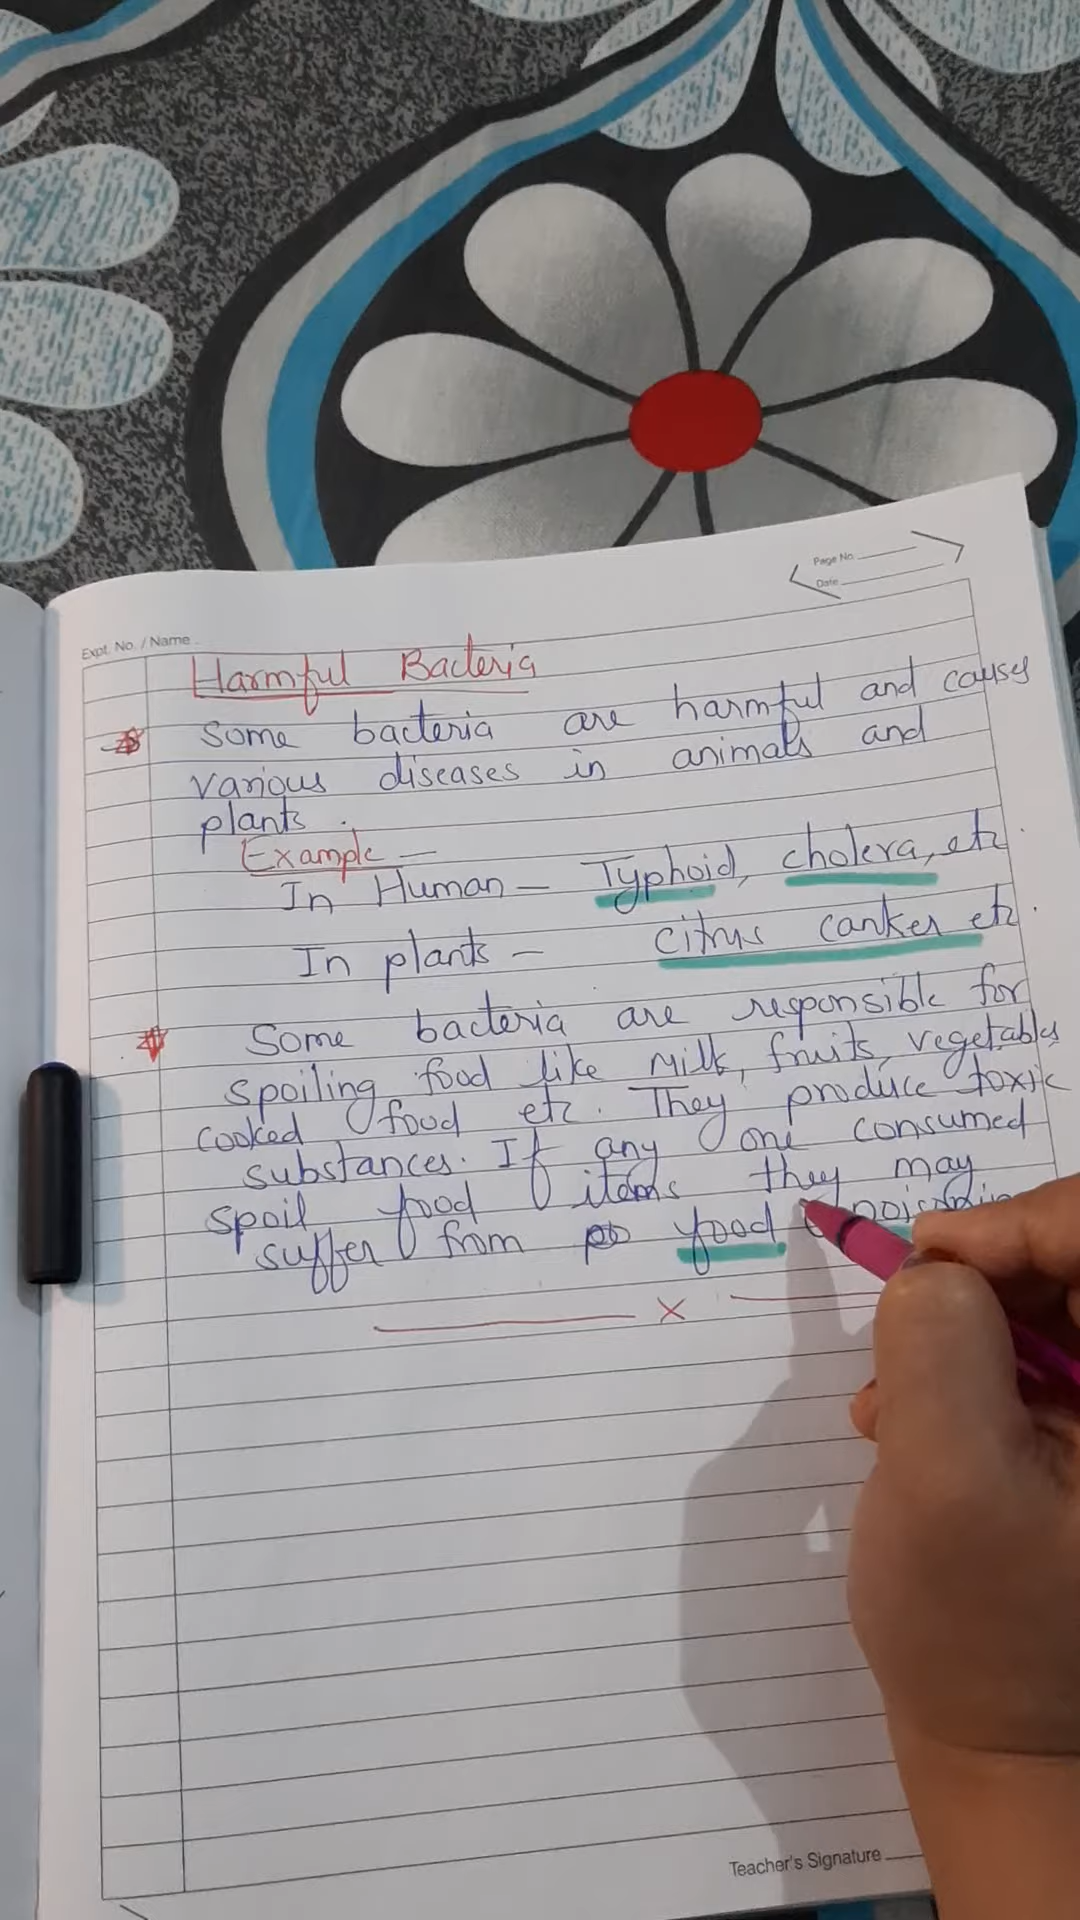 Page No.
Date
Expt. No. / Name
Harmful Bacteria
Some bacteria are harmful and causes
various diseases in animals and
plants.
Example –
In Human – Typhoid, cholera, etc.
In plants – citrus canker etc.
Some bacteria are responsible for
spoiling food like Milk, fruits, vegetables
cooked food etc. They produce toxic
substances. If any one consumed
spoil food items they may
suffer from food poisonin
x
Teacher's Signature